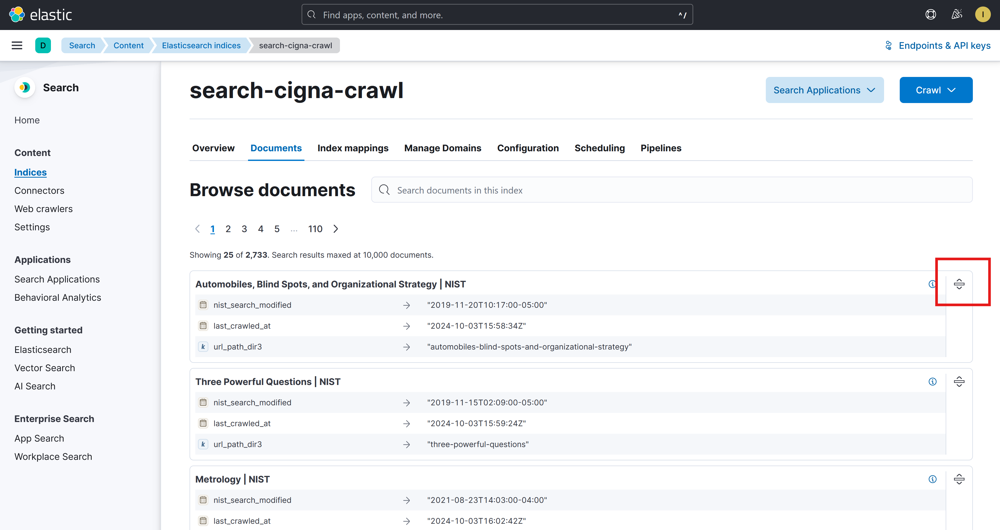 elastic
Find apps, content, and more.
^ /
I
D
Search
Content
Elasticsearch indices
search-cigna-crawl
Endpoints & API keys
Search
Home
Content
Indices
Connectors
Web crawlers
Settings
Applications
Search Applications
Behavioral Analytics
Getting started
Elasticsearch
Vector Search
AI Search
Enterprise Search
App Search
Workplace Search
search-cigna-crawl
Search Applications
Crawl
Overview
Documents
Index mappings
Manage Domains
Configuration
Scheduling
Pipelines
Browse documents
Search documents in this index
1 2 3 4 5 ... 110
Showing 25 of 2,733. Search results maxed at 10,000 documents.
Automobiles, Blind Spots, and Organizational Strategy | NIST
nist_search_modified → "2019-11-20T10:17:00-05:00"
last_crawled_at → "2024-10-03T15:58:34Z"
k url_path_dir3 → "automobiles-blind-spots-and-organizational-strategy"
Three Powerful Questions | NIST
nist_search_modified → "2019-11-15T02:09:00-05:00"
last_crawled_at → "2024-10-03T15:59:24Z"
k url_path_dir3 → "three-powerful-questions"
Metrology | NIST
nist_search_modified → "2021-08-23T14:03:00-04:00"
last_crawled_at → "2024-10-03T16:02:42Z"